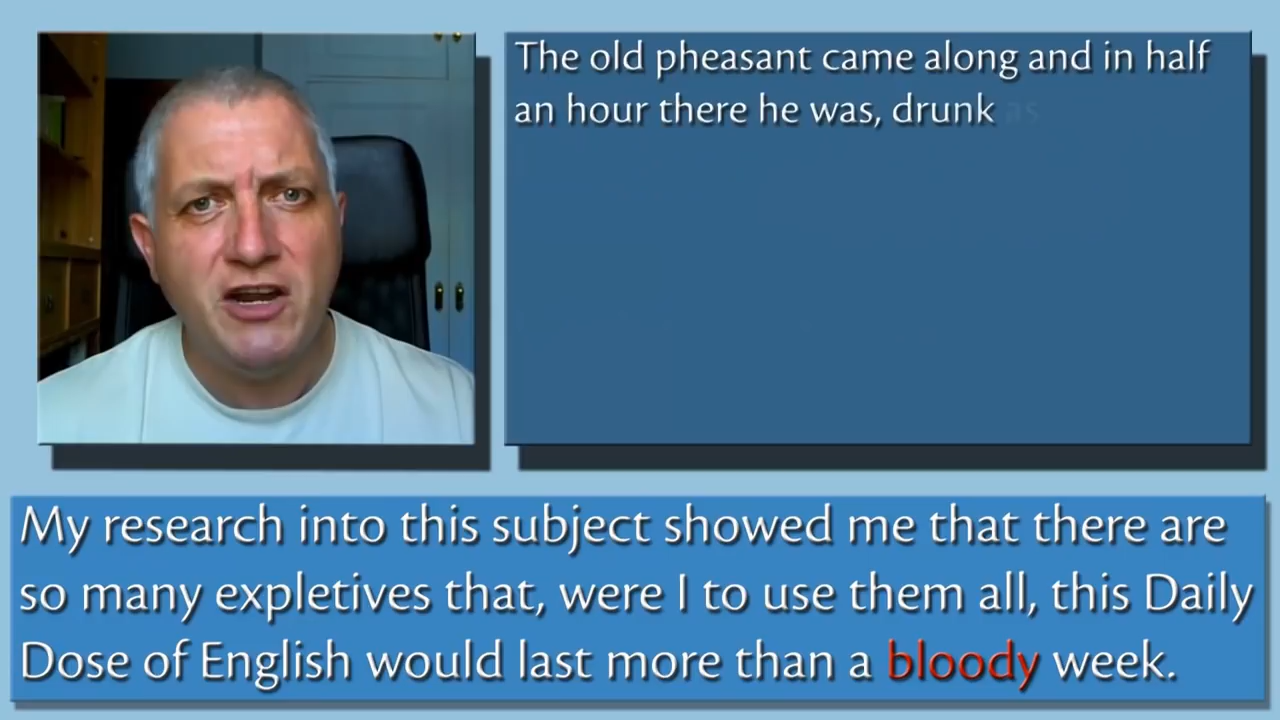 The old pheasant came along and in half
an hour there he was, drunk as
My research into this subject showed me that there are
so many expletives that, were I to use them all, this Daily
Dose of English would last more than a bloody week.